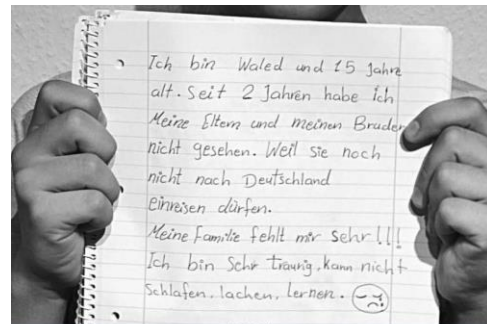 Ich bin Waled und 15 Jahre
alt. Seit 2 Jahren habe ich
Meine Eltern und meinen Bruder
nicht gesehen. Weil sie noch
nicht nach Deutschland
einreisen dürfen.
Meine Familie fehlt mir sehr!!!
Ich bin Sehr traurig, kann nicht
Schlafen, lachen, lernen.